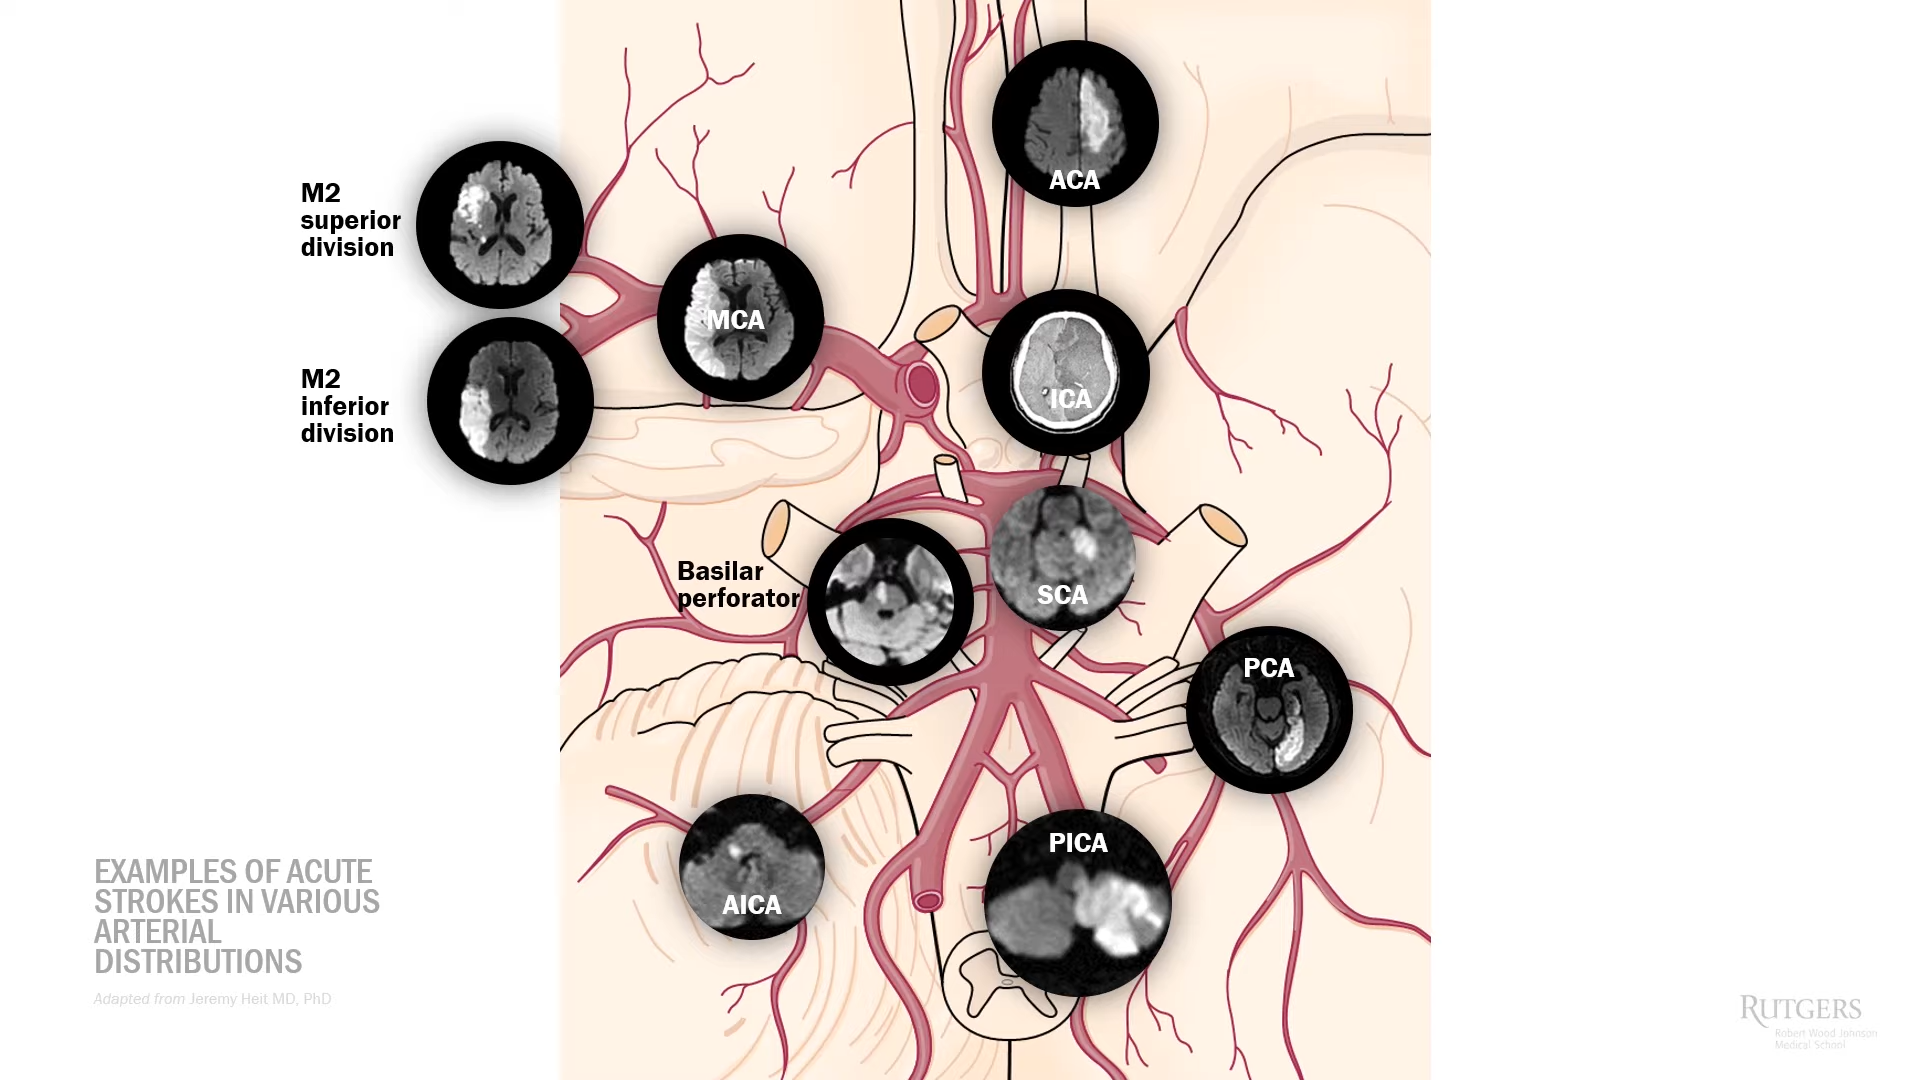 ACA
M2
superior
division
MCA
ICA
M2
inferior
division
Basilar
perforator
SCA
PCA
PICA
AICA
EXAMPLES OF ACUTE
STROKES IN VARIOUS
ARTERIAL
DISTRIBUTIONS
Adapted from Jeremy Heit MD, PhD
RUTGERS
Robert Wood Johnson
Medical School